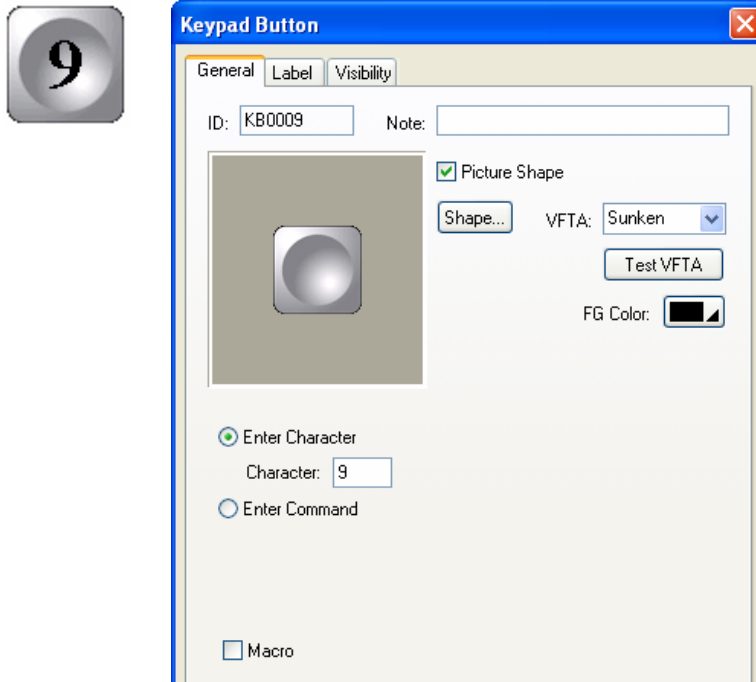 9
Keypad Button
General Label Visibility
ID: KB0009 Note:
Picture Shape
Shape... VFTA: Sunken
Test VFTA
FG Color:
Enter Character
Character: 9
Enter Command
Macro